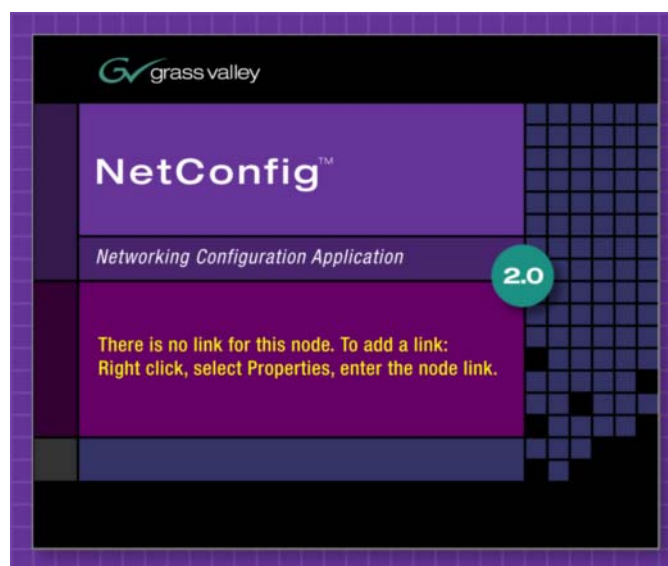 GV grass valley
NetConfig™
Networking Configuration Application
2.0
There is no link for this node. To add a link:
Right click, select Properties, enter the node link.